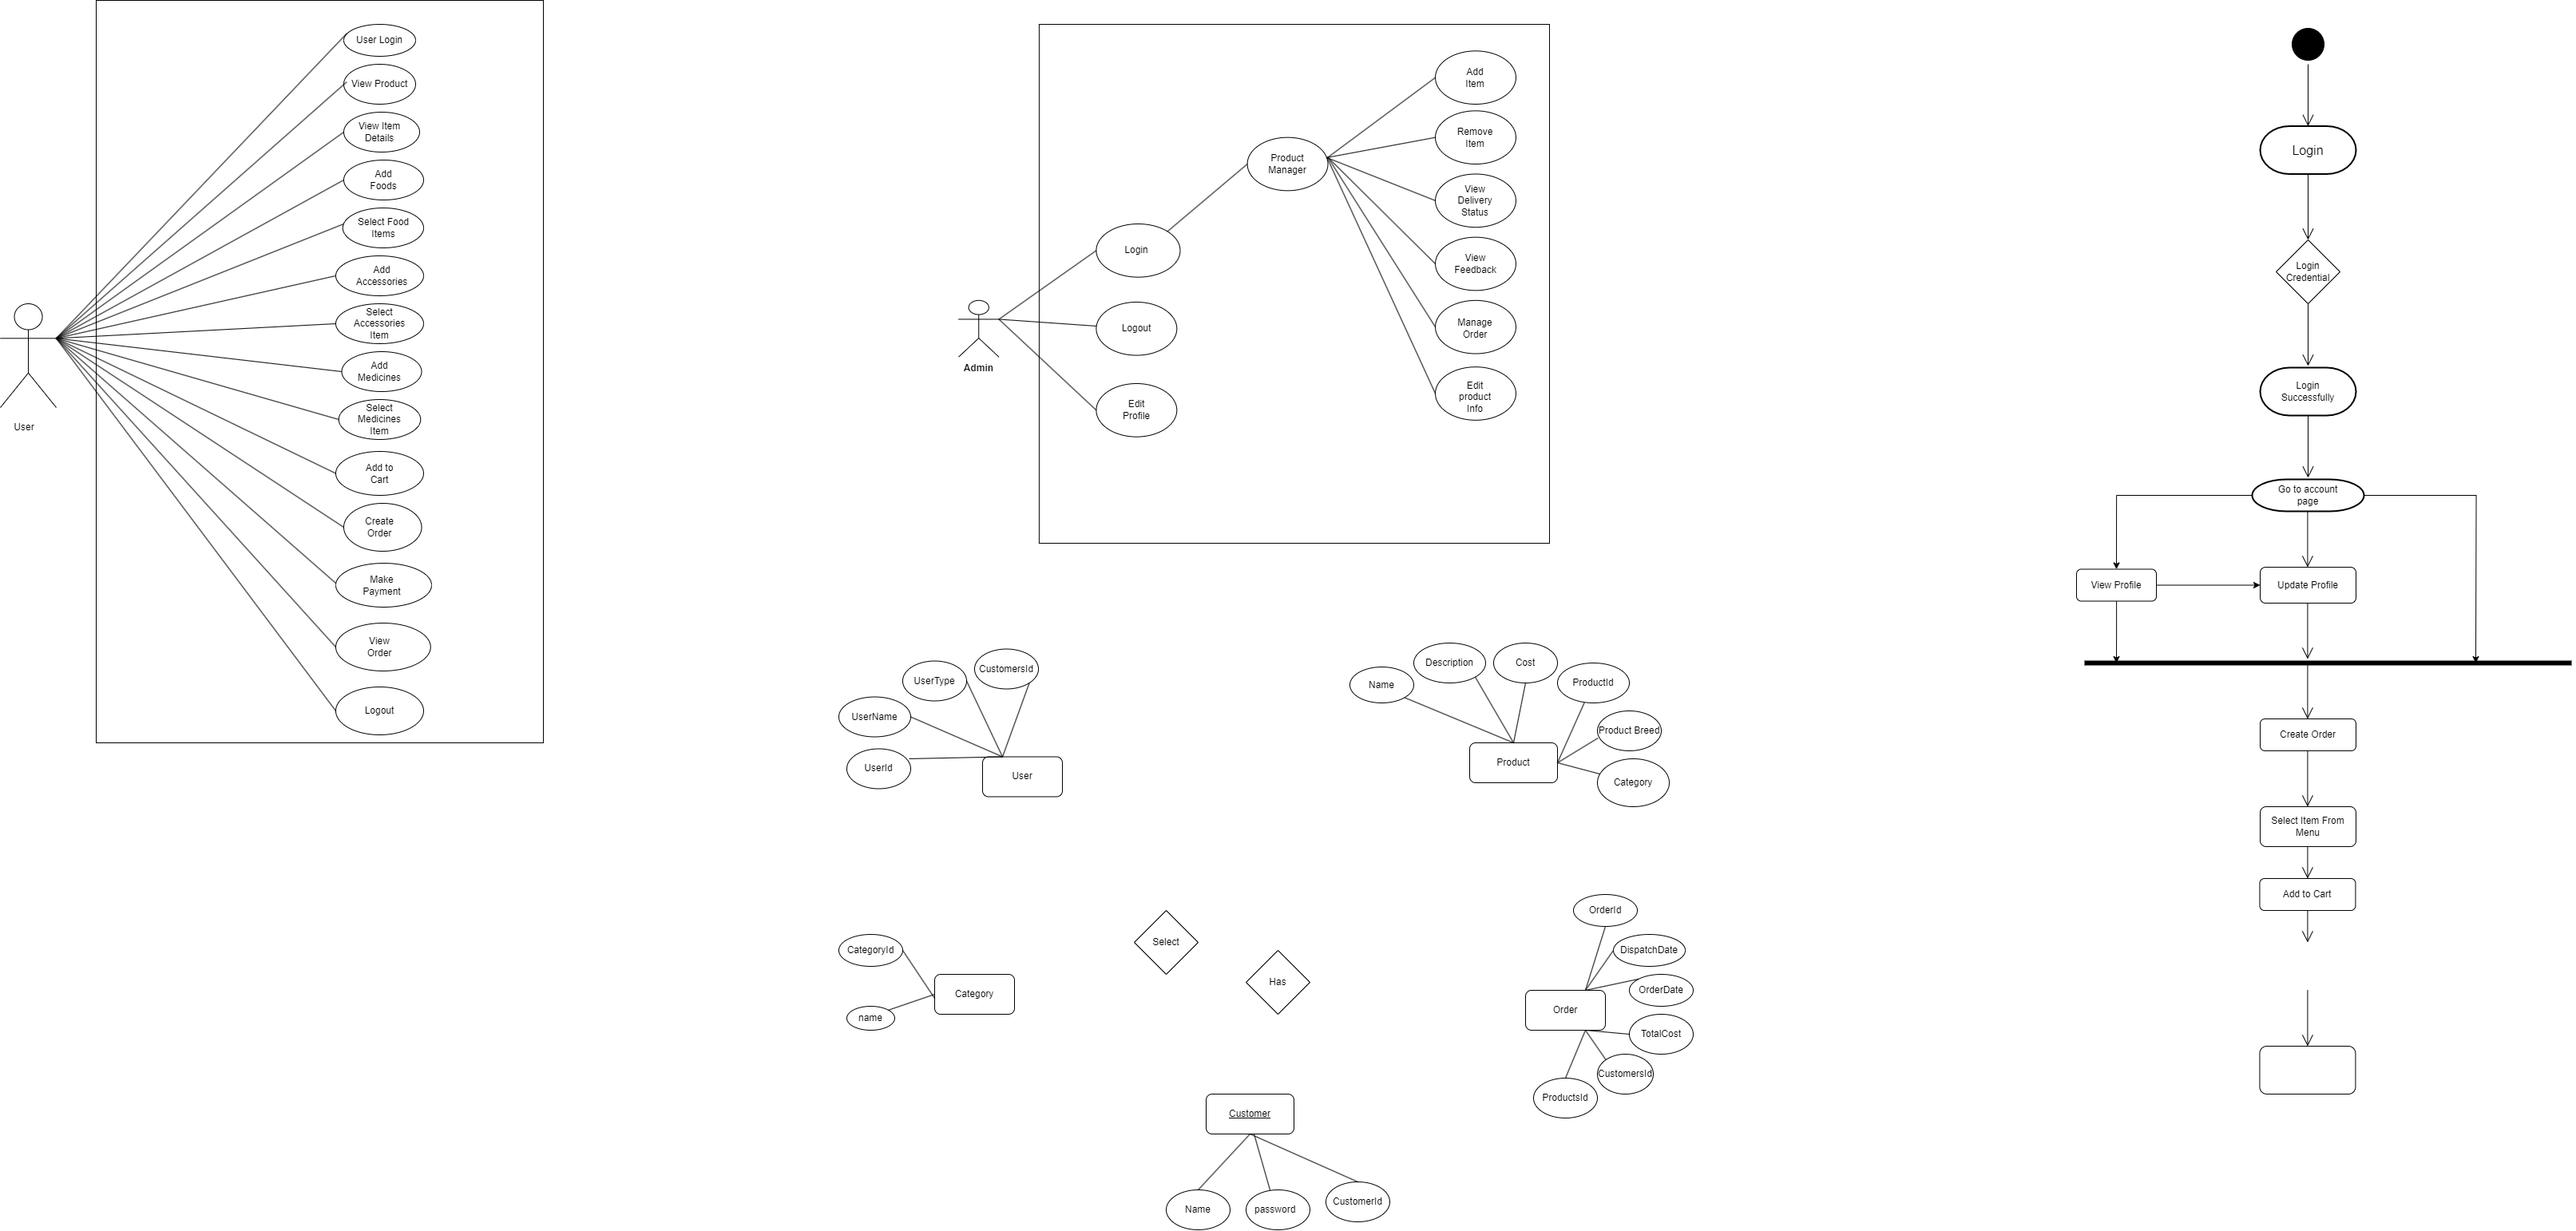 User Login
View Product
View Item
Details
Add
Foods
Select Food
Items
Add
Accessories
Select
Accessories
Item
Add
Medicines
Select
Medicines
Item
Add to
Cart
Create
Order
Make
Payment
View
Order
Logout
User
Admin
Login
Logout
Edit
Profile
Product
Manager
Add
Item
Remove
Item
View
Delivery
Status
View
Feedback
Manage
Order
Edit
product
Info
UserId
UserName
UserType
CustomersId
User
Name
Description
Cost
ProductId
Product Breed
Category
Product
CategoryId
name
Category
Select
Has
OrderId
DispatchDate
OrderDate
TotalCost
CustomersId
ProductsId
Order
Customer
Name
password
CustomerId
Login
Login
Credential
Login
Successfully
Go to account
page
View Profile
Update Profile
Create Order
Select Item From
Menu
Add to Cart